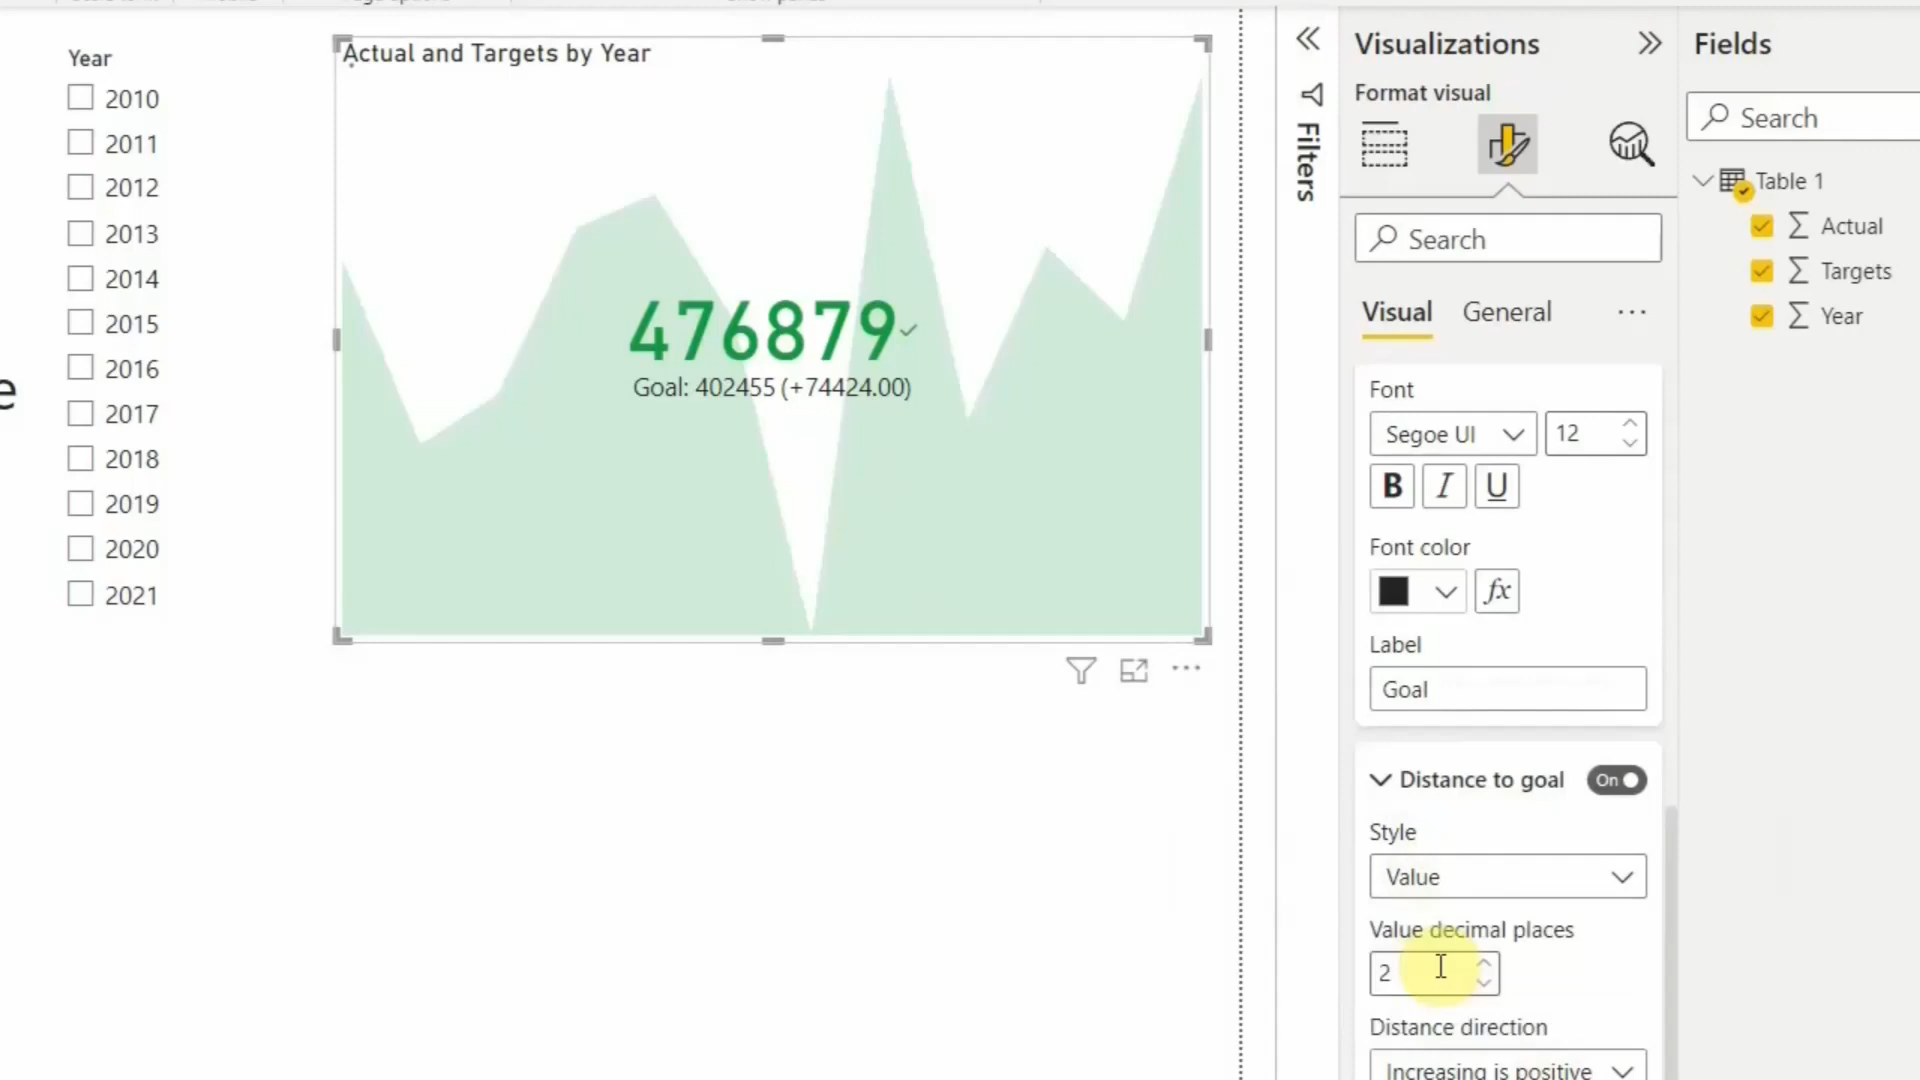 Year
2010
2011
2012
2013
2014
2015
2016
2017
2018
2019
2020
2021
e
Actual and Targets by Year
476879
Goal: 402455 (+74424.00)
Filters
Visualizations
Format visual
Search
Visual
General
Font
Segoe UI
12
B
I
U
Font color
fx
Label
Goal
Distance to goal
On
Style
Value
Value decimal places
2
Distance direction
Increasing is positive
Fields
Search
Table 1
Actual
Targets
Year